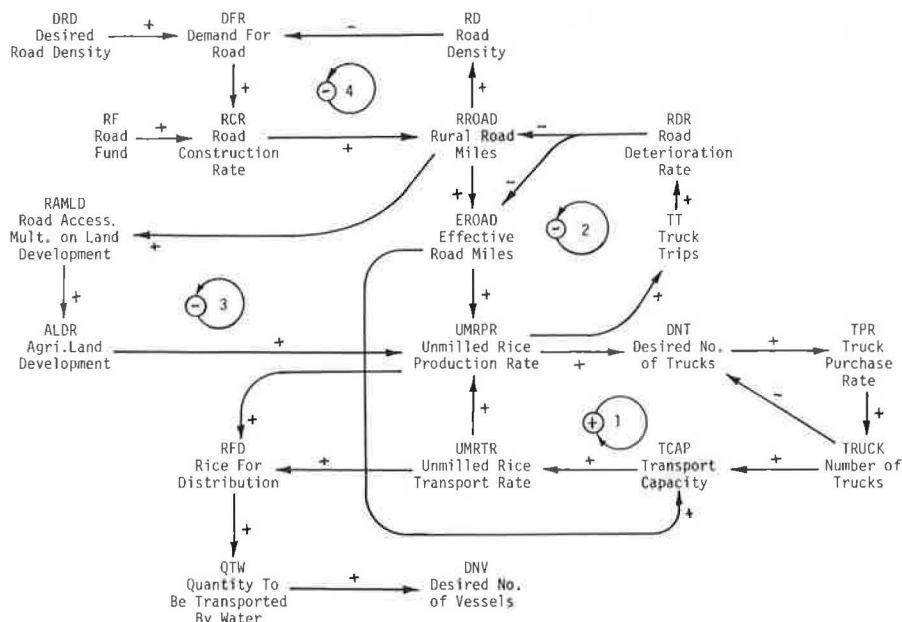 DRD
Desired
Road Density
+
DFR
Demand For
Road
−
RD
Road
Density
+
− 4
+
RF
Road
Fund
+
RCR
Road
Construction
Rate
+
RROAD
Rural Road
Miles
−
RDR
Road
Deterioration
Rate
−
+
+
RAMLD
Road Access.
Mult. on Land
Development
+
EROAD
Effective
Road Miles
− 2
TT
Truck
Trips
+
− 3
+
+
ALDR
Agri.Land
Development
+
UMRPR
Unmilled Rice
Production Rate
+
DNT
Desired No.
of Trucks
+
TPR
Truck
Purchase
Rate
−
+
+
+
+ 1
RFD
Rice For
Distribution
+
UMRTR
Unmilled Rice
Transport Rate
+
TCAP
Transport
Capacity
+
TRUCK
Number of
Trucks
+
+
QTW
Quantity To
Be Transported
By Water
+
DNV
Desired No.
of Vessels